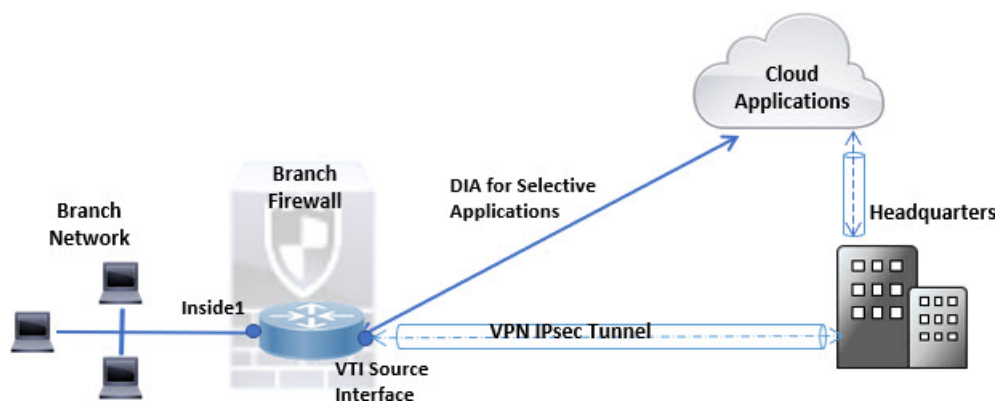 Cloud
Applications
Branch
Firewall
DIA for Selective
Applications
Branch
Network
Headquarters
Inside1
VPN IPsec Tunnel
VTI Source
Interface